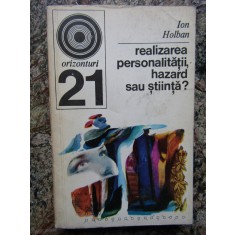 Ion
Holban
orizonturi
21
realizarea
personalității,
hazard
sau știință?